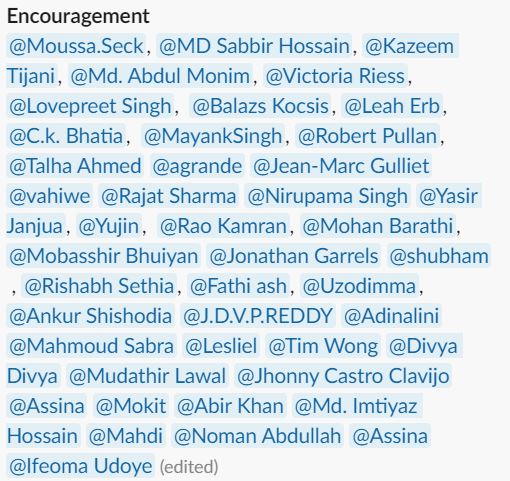 Encouragement
@Moussa.Seck, @MD Sabbir Hossain, @Kazeem
Tijani, @Md. Abdul Monim, @Victoria Riess,
@Lovepreet Singh, @Balazs Kocsis, @Leah Erb,
@C.k. Bhatia, @MayankSingh, @Robert Pullan,
@Talha Ahmed @agrande @Jean-Marc Gulliet
@vahiwe @Rajat Sharma @Nirupama Singh @Yasir
Janjua, @Yujin, @Rao Kamran, @Mohan Barathi,
@Mobasshir Bhuiyan @Jonathan Garrels @shubham
, @Rishabh Sethia, @Fathi ash, @Uzodimma,
@Ankur Shishodia @J.D.V.P.REDDY @Adinalini
@Mahmoud Sabra @Lesliel @Tim Wong @Divya
Divya @Mudathir Lawal @Jhonny Castro Clavijo
@Assina @Mokit @Abir Khan @Md. Imtiyaz
Hossain @Mahdi @Noman Abdullah @Assina
@Ifeoma Udoye (edited)